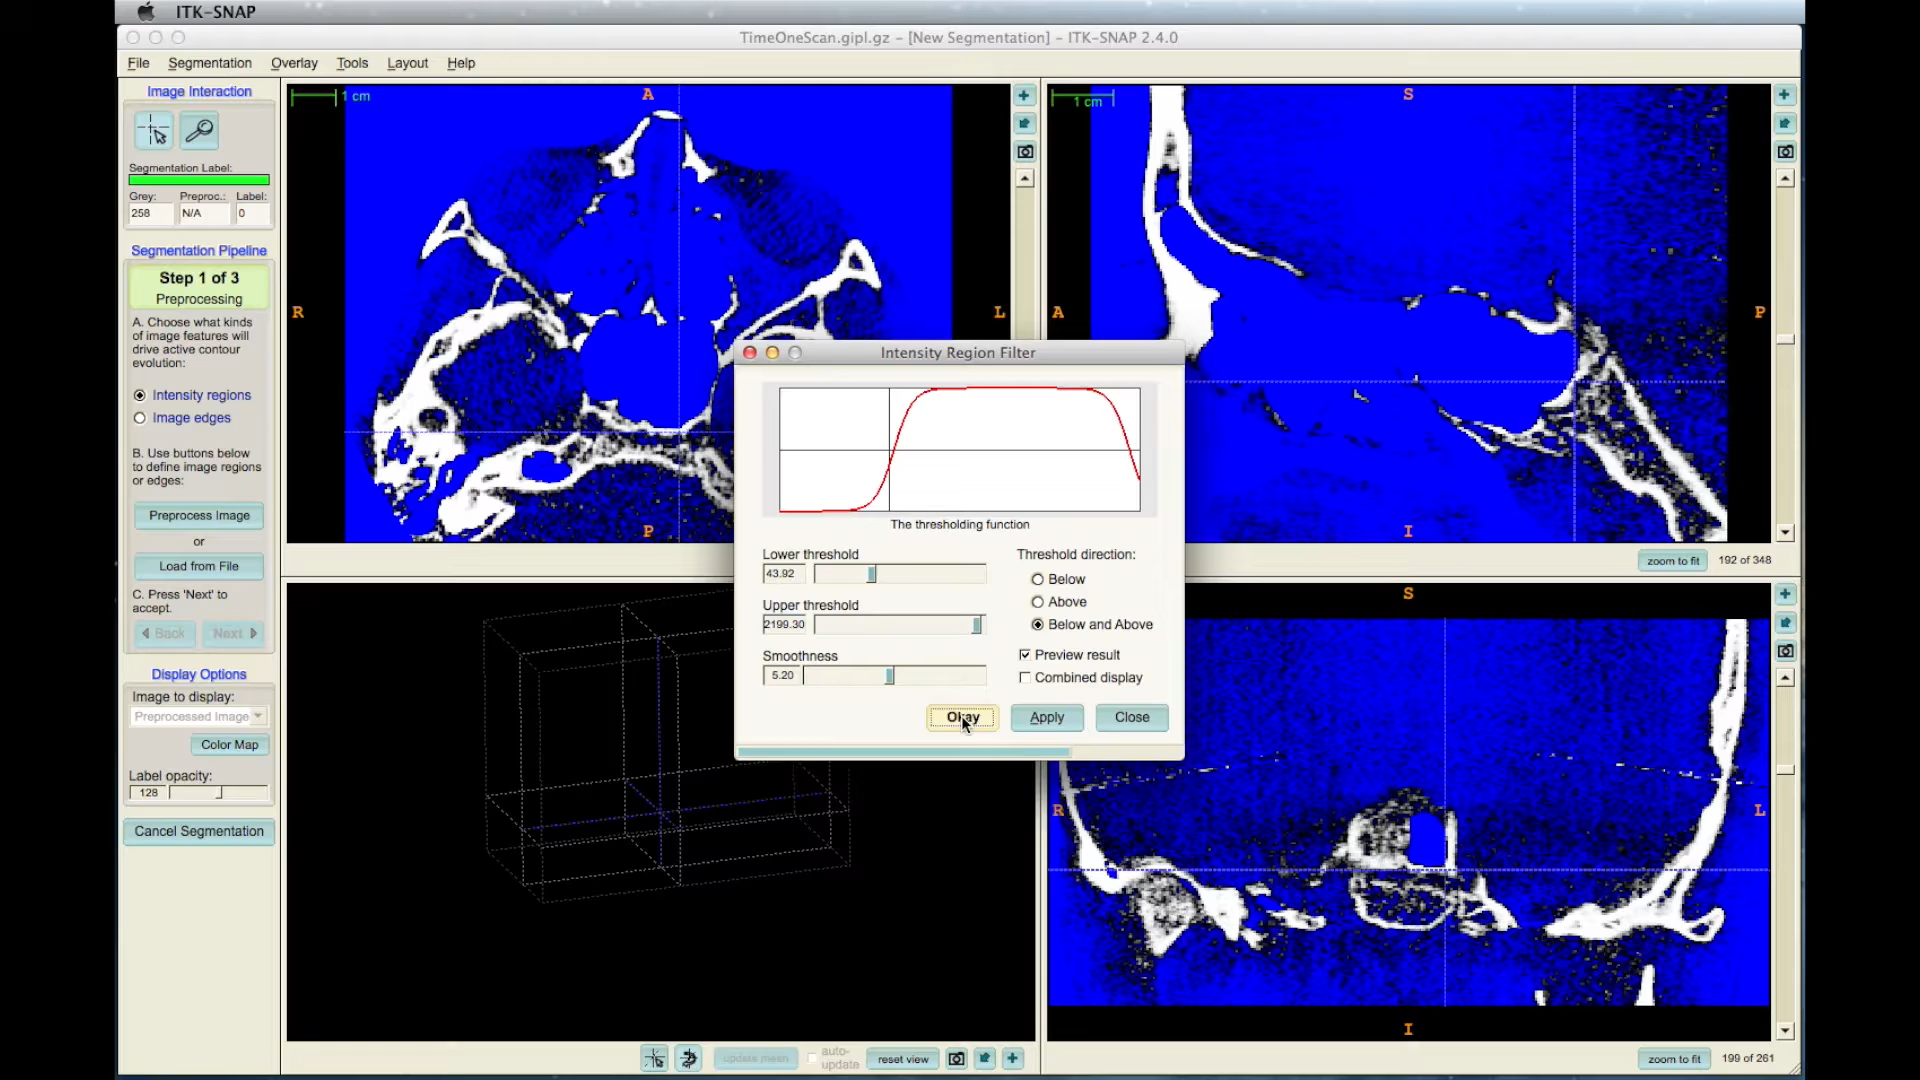 ITK-SNAP
TimeOneScan.gipl.gz – [New Segmentation] – ITK-SNAP 2.4.0
File Segmentation Overlay Tools Layout Help
Image Interaction
Segmentation Label:
Grey: Preproc.: Label:
258 N/A 0
Segmentation Pipeline
Step 1 of 3
Preprocessing
A. Choose what kinds
of image features will
drive active contour
evolution:
Intensity regions
Image edges
B. Use buttons below
to define image regions
or edges:
Preprocess Image
or
Load from File
C. Press 'Next' to
accept.
Back Next
Display Options
Image to display:
Preprocessed Image
Color Map
Label opacity:
128
Cancel Segmentation
1 cm
A
R
L
P
1 cm
S
A
P
I
zoom to fit 192 of 348
Intensity Region Filter
The thresholding function
Lower threshold
43.92
Upper threshold
2199.30
Smoothness
5.20
Threshold direction:
Below
Above
Below and Above
Preview result
Combined display
Okay Apply Close
S
R
L
I
update mesh auto-
update reset view
zoom to fit 199 of 261